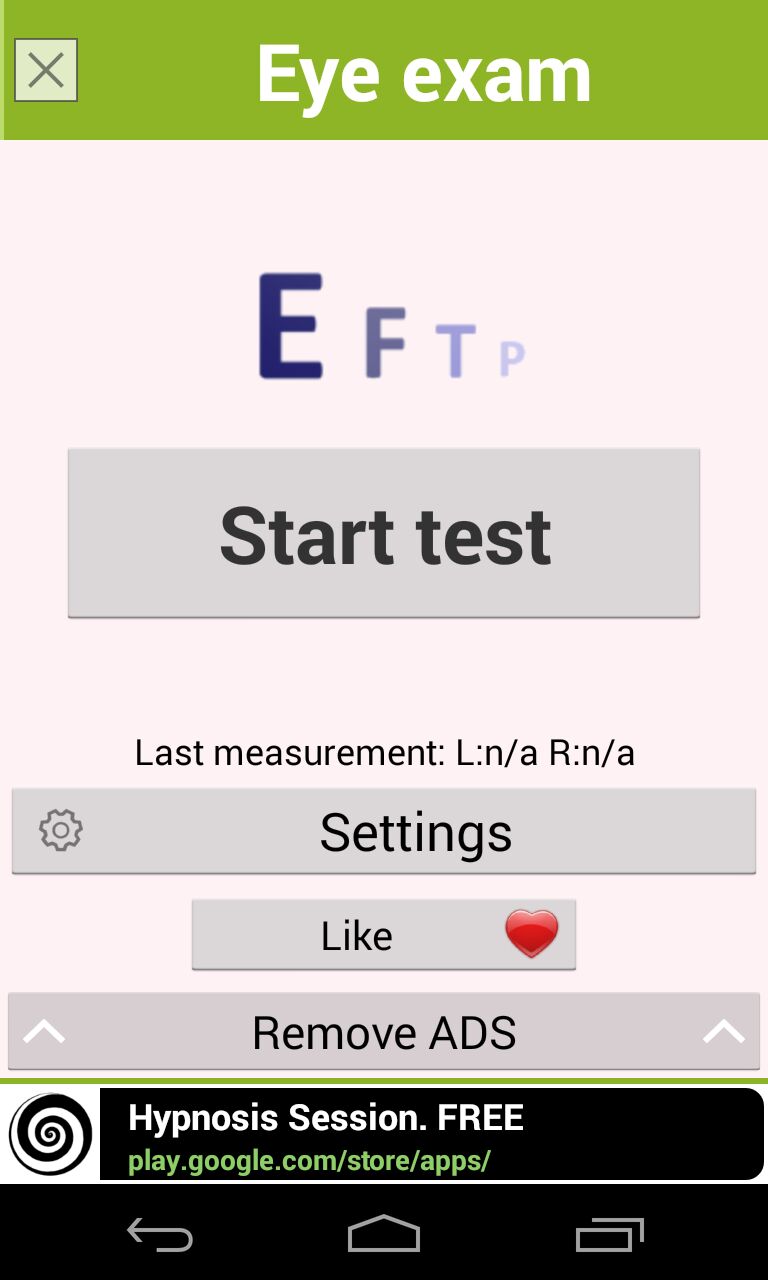 Eye exam
E F T P
Start test
Last measurement: L:n/a R:n/a
Settings
Like
Remove ADS
Hypnosis Session. FREE
play.google.com/store/apps/